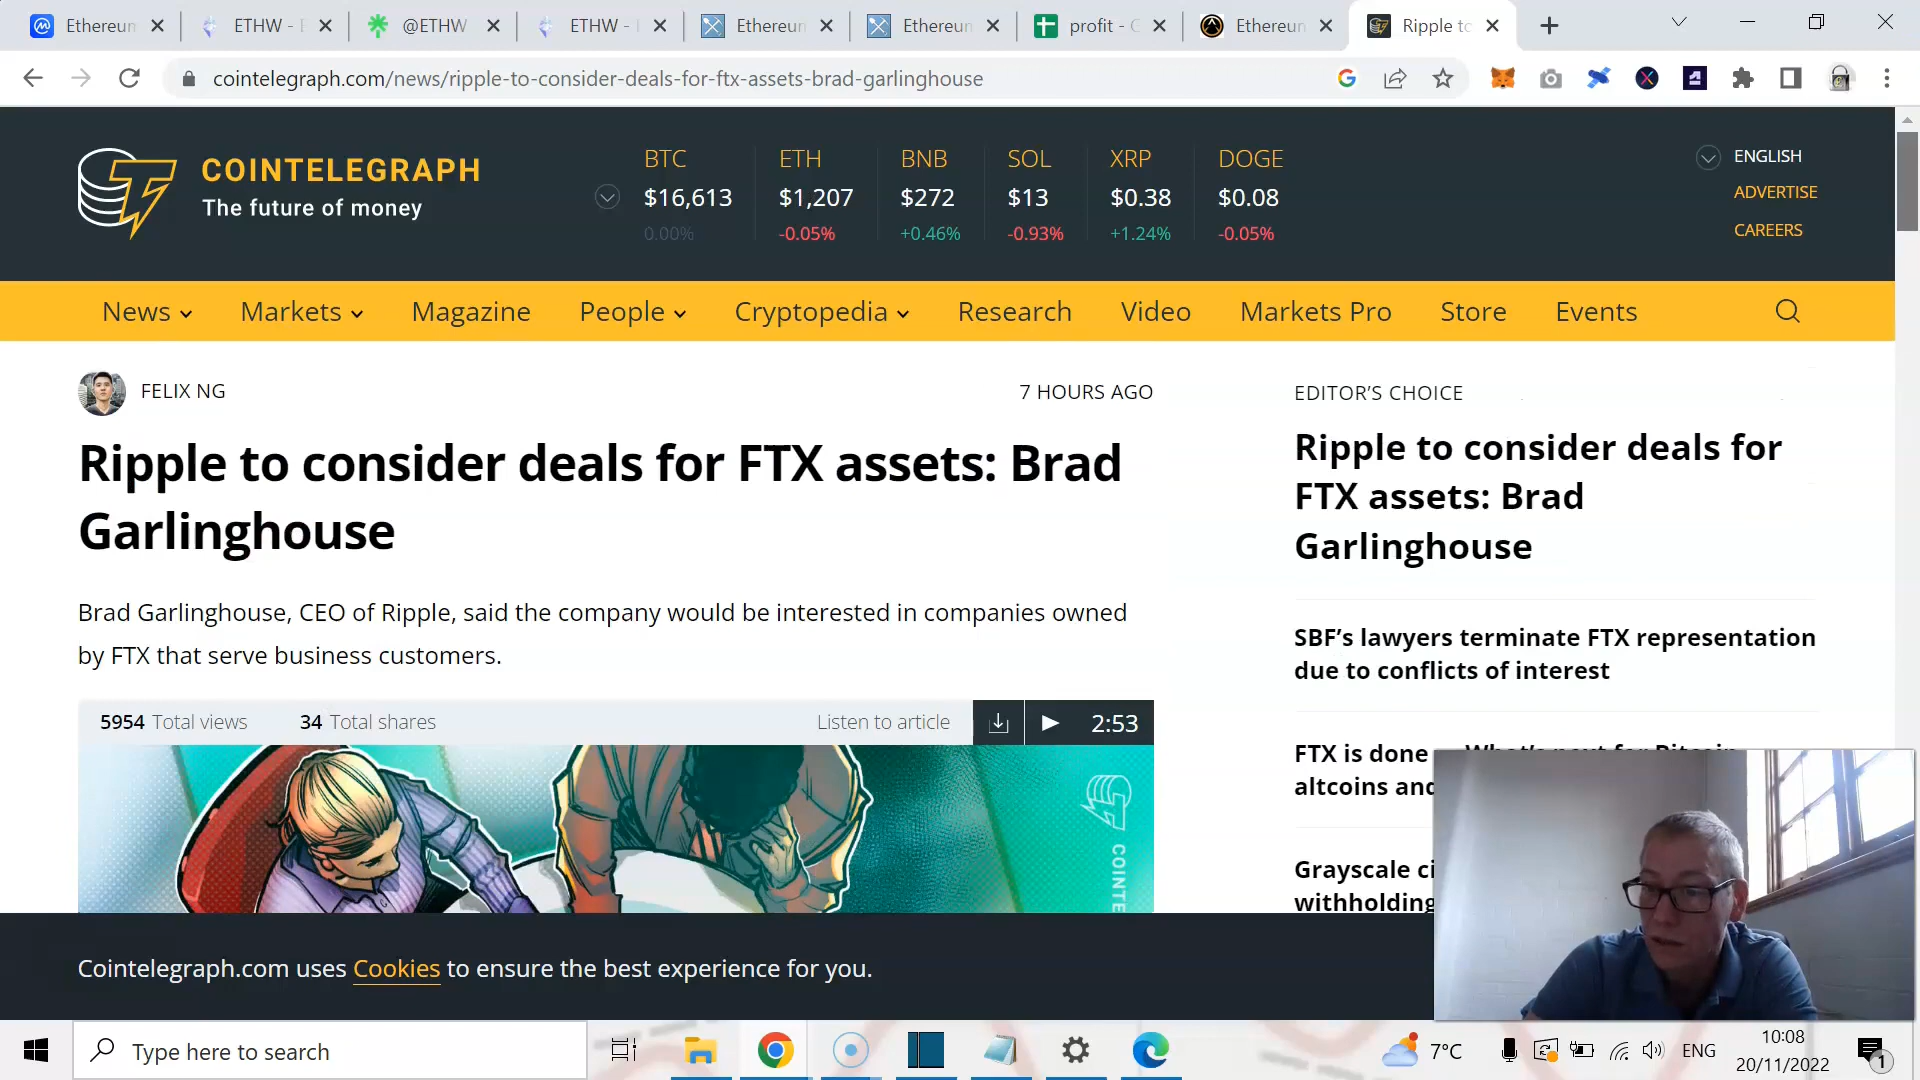 Ethereum
ETHW - E
@ETHW
ETHW -
Ethereum
Ethereum
profit -
Ethereum
Ripple to
cointelegraph.com/news/ripple-to-consider-deals-for-ftx-assets-brad-garlinghouse
COINTELEGRAPH
The future of money
BTC ETH BNB SOL XRP DOGE
$16,613 $1,207 $272 $13 $0.38 $0.08
0.00% -0.05% +0.46% -0.93% +1.24% -0.05%
ENGLISH
ADVERTISE
CAREERS
News Markets Magazine People Cryptopedia Research Video Markets Pro Store Events
FELIX NG
7 HOURS AGO
Ripple to consider deals for FTX assets: Brad
Garlinghouse
Brad Garlinghouse, CEO of Ripple, said the company would be interested in companies owned
by FTX that serve business customers.
5954 Total views 34 Total shares Listen to article 2:53
COINTE
EDITOR'S CHOICE
Ripple to consider deals for
FTX assets: Brad
Garlinghouse
SBF's lawyers terminate FTX representation
due to conflicts of interest
FTX is done — What's next for Bitcoin,
altcoins and
Grayscale ci
withholding
Cointelegraph.com uses Cookies to ensure the best experience for you.
Type here to search
7°C
ENG
10:08
20/11/2022
1